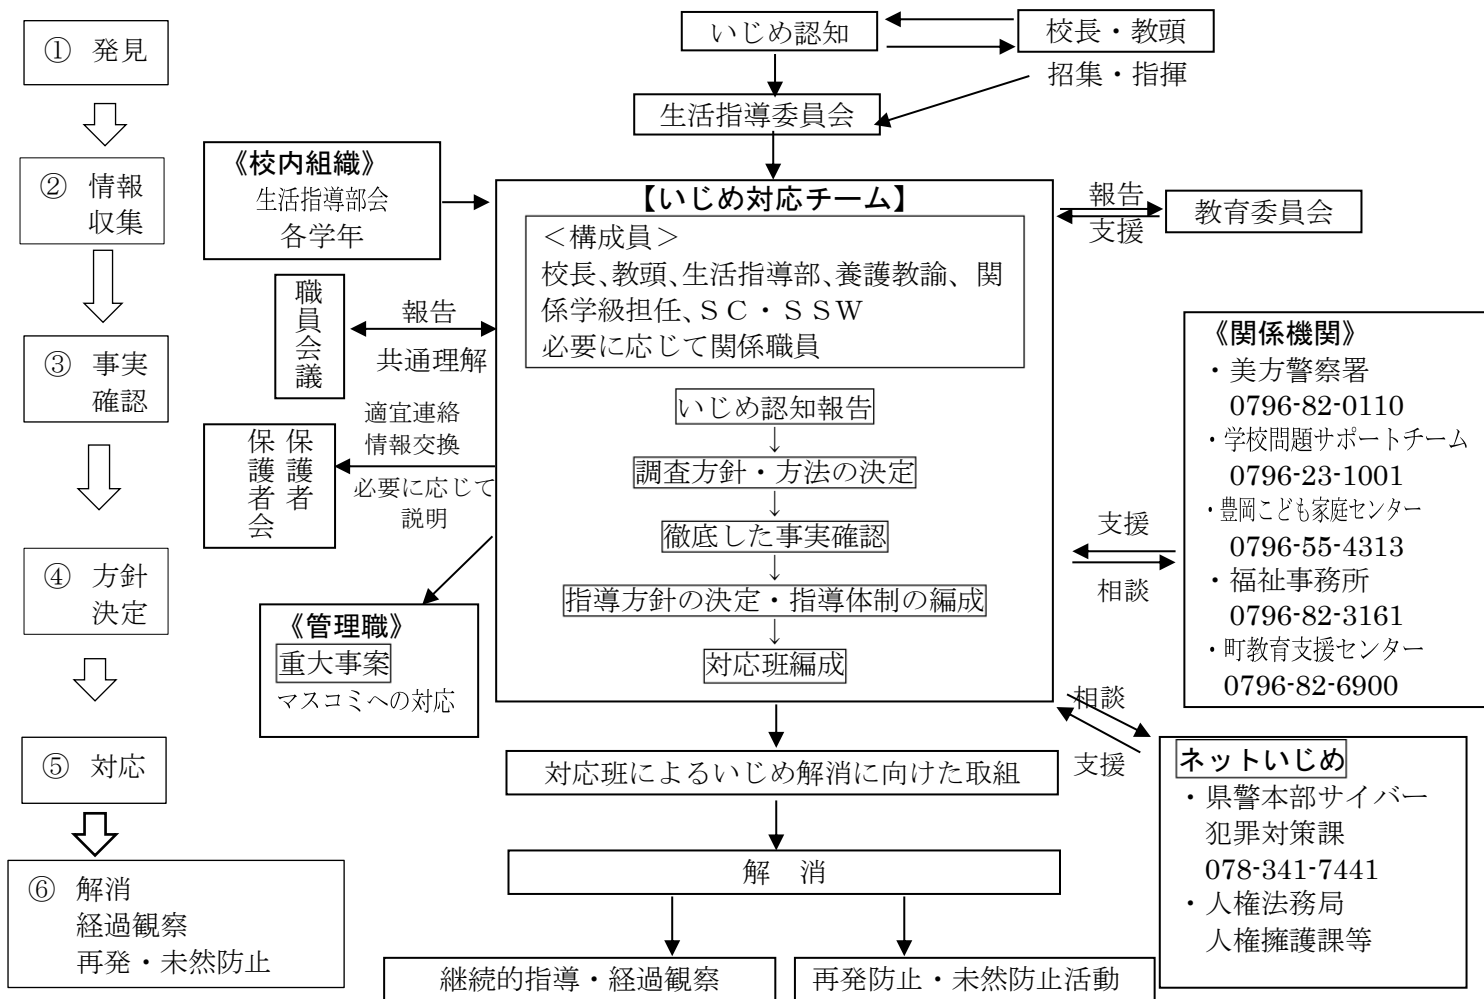 ① 発見
② 情報
収集
③ 事実
確認
④ 方針
決定
⑤ 対応
⑥ 解消
経過観察
再発・未然防止
いじめ認知
校長・教頭
招集・指揮
生活指導委員会
《校内組織》
生活指導部会
各学年
職員会議
報告
共通理解
保護者
保護者会
適宜連絡
情報交換
必要に応じて
説明
《管理職》
重大事案
マスコミへの対応
【いじめ対応チーム】
＜構成員＞
校長、教頭、生活指導部、養護教諭、関
係学級担任、ＳＣ・ＳＳＷ
必要に応じて関係職員
いじめ認知報告
↓
調査方針・方法の決定
↓
徹底した事実確認
↓
指導方針の決定・指導体制の編成
↓
対応班編成
報告
支援
教育委員会
《関係機関》
・美方警察署
0796-82-0110
・学校問題サポートチーム
0796-23-1001
・豊岡こども家庭センター
0796-55-4313
・福祉事務所
0796-82-3161
・町教育支援センター
0796-82-6900
支援
相談
相談
支援
ネットいじめ
・県警本部サイバー
犯罪対策課
078-341-7441
・人権法務局
人権擁護課等
対応班によるいじめ解消に向けた取組
解　消
継続的指導・経過観察
再発防止・未然防止活動